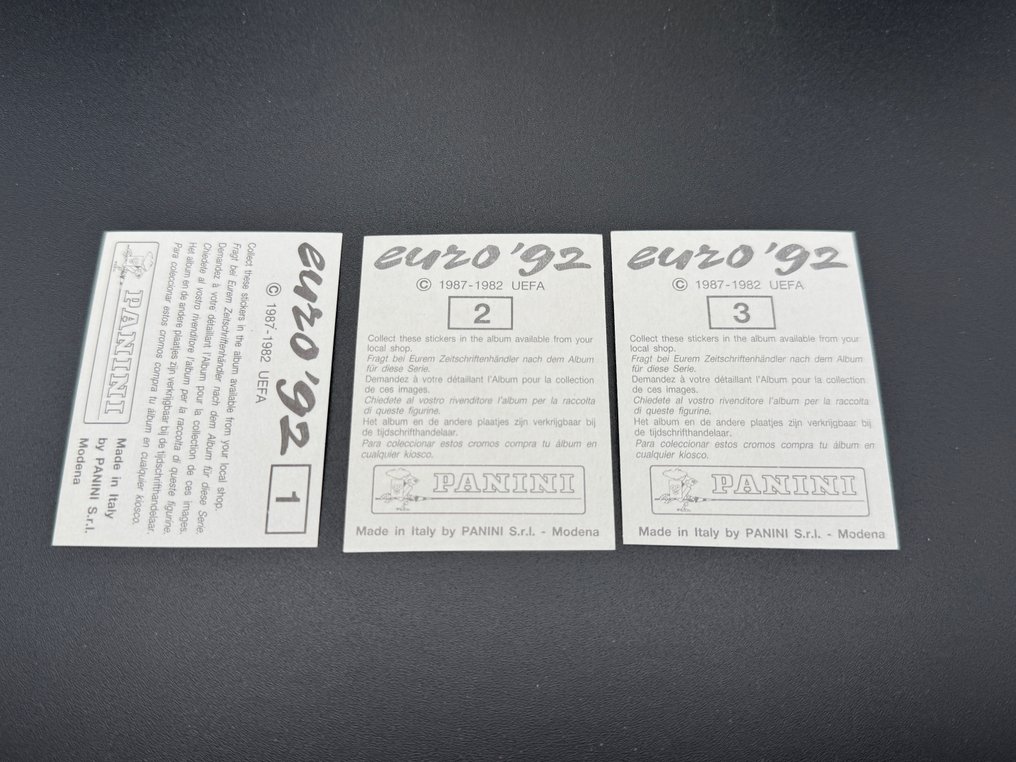 euro '92
© 1987-1982 UEFA
1
Collect these stickers in the album available from your local shop.
Fragt bei Eurem Zeitschriftenhändler nach dem Album für diese Serie.
Demandez à votre détaillant l'Album pour la collection de ces images.
Chiedete al vostro rivenditore l'album per la raccolta di queste figurine.
Het album en de andere plaatjes zijn verkrijgbaar bij de tijdschrifthandelaar.
Para coleccionar estos cromos compra tu álbum en cualquier kiosco.
PANINI
Made in Italy
by PANINI S.r.l.
Modena
euro '92
© 1987-1982 UEFA
2
Collect these stickers in the album available from your
local shop.
Fragt bei Eurem Zeitschriftenhändler nach dem Album
für diese Serie.
Demandez à votre détaillant l'Album pour la collection
de ces images.
Chiedete al vostro rivenditore l'album per la raccolta
di queste figurine.
Het album en de andere plaatjes zijn verkrijgbaar bij
de tijdschrifthandelaar.
Para coleccionar estos cromos compra tu álbum en
cualquier kiosco.
PANINI
Made in Italy by PANINI S.r.l. - Modena
euro '92
© 1987-1982 UEFA
3
Collect these stickers in the album available from your
local shop.
Fragt bei Eurem Zeitschriftenhändler nach dem Album
für diese Serie.
Demandez à votre détaillant l'Album pour la collection
de ces images.
Chiedete al vostro rivenditore l'album per la raccolta
di queste figurine.
Het album en de andere plaatjes zijn verkrijgbaar bij
de tijdschrifthandelaar.
Para coleccionar estos cromos compra tu álbum en
cualquier kiosco.
PANINI
Made in Italy by PANINI S.r.l. - Modena